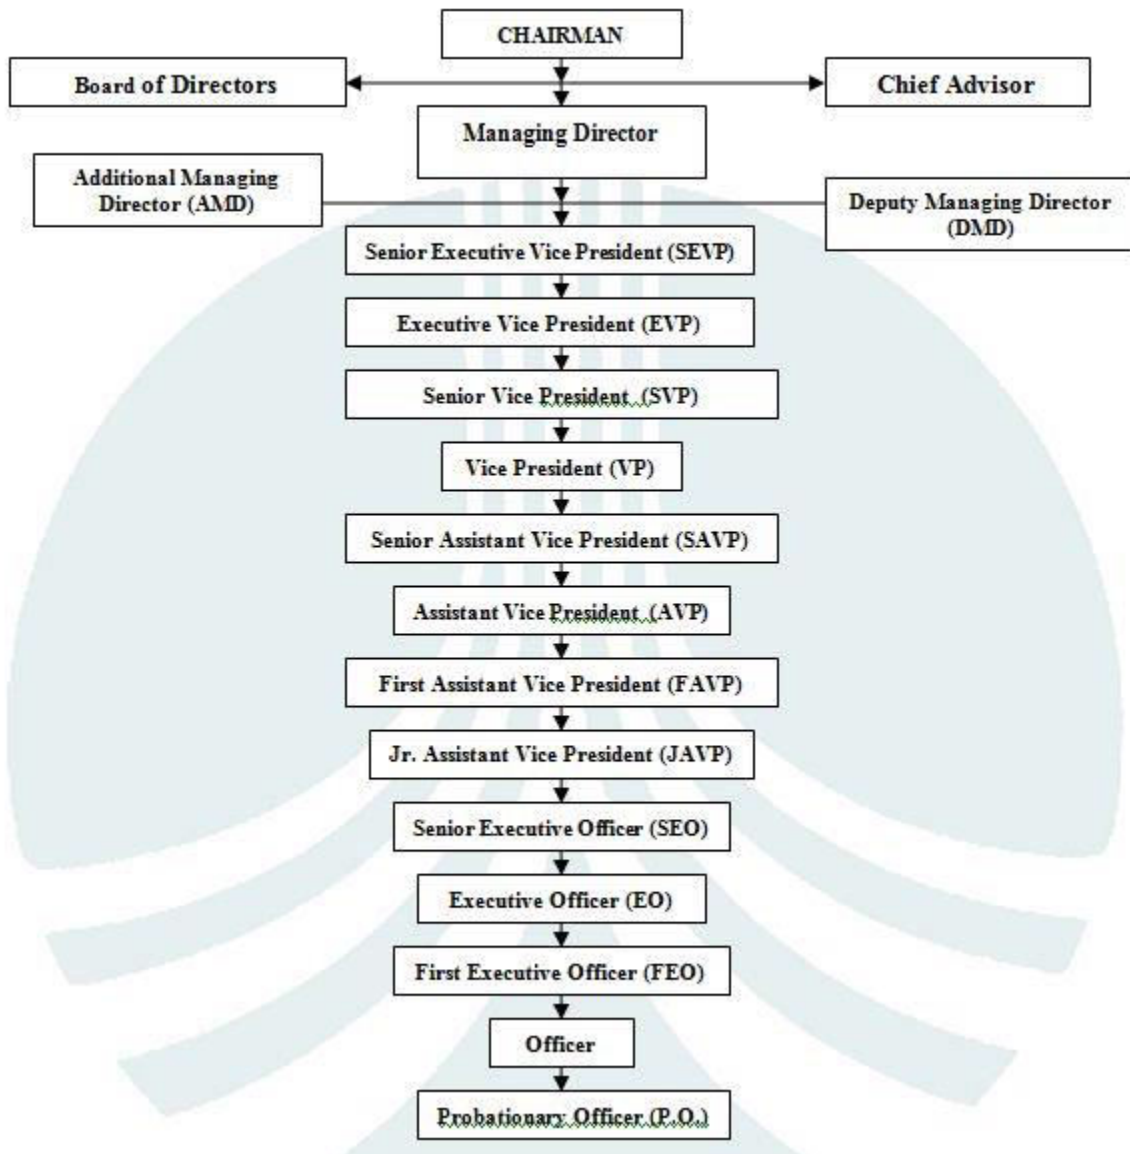 CHAIRMAN
Board of Directors
Chief Advisor
Managing Director
Additional Managing
Director (AMD)
Deputy Managing Director
(DMD)
Senior Executive Vice President (SEVP)
Executive Vice President (EVP)
Senior Vice President (SVP)
Vice President (VP)
Senior Assistant Vice President (SAVP)
Assistant Vice President (AVP)
First Assistant Vice President (FAVP)
Jr. Assistant Vice President (JAVP)
Senior Executive Officer (SEO)
Executive Officer (EO)
First Executive Officer (FEO)
Officer
Probationary Officer (P.O.)